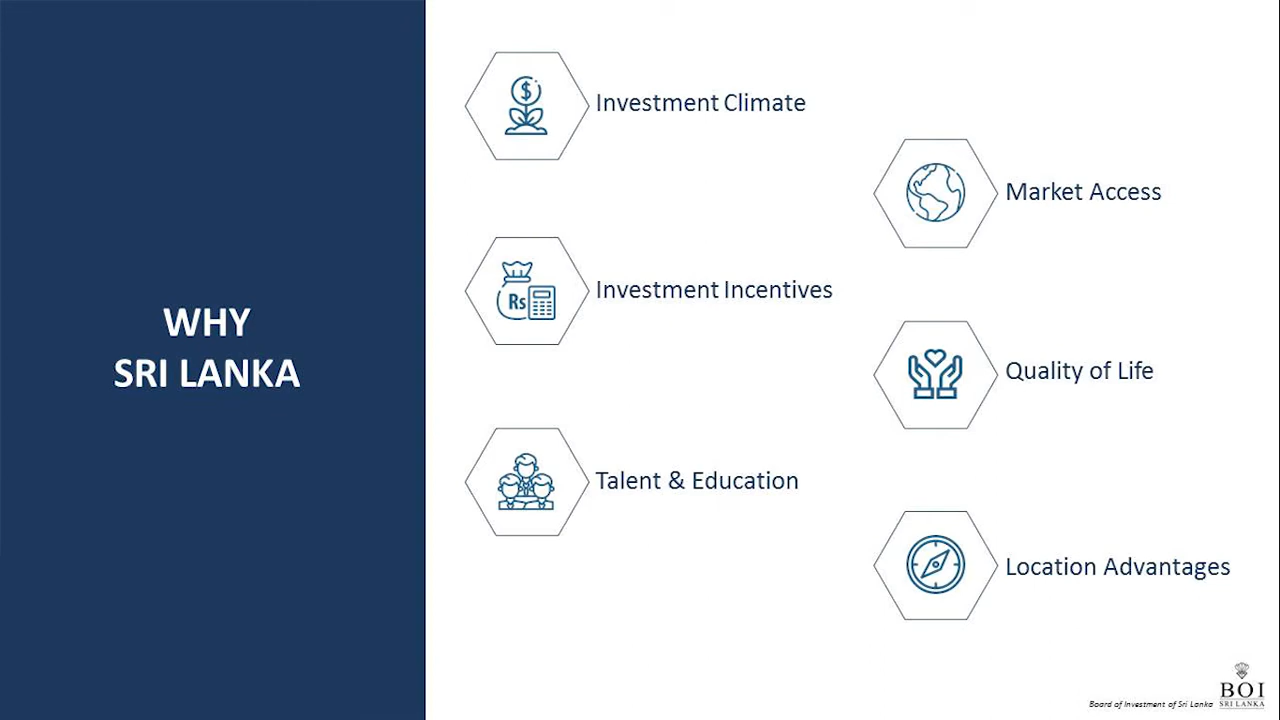 WHY
SRI LANKA
Investment Climate
Market Access
Rs
Investment Incentives
Quality of Life
Talent & Education
Location Advantages
Board of Investment of Sri Lanka
BOI
SRI LANKA